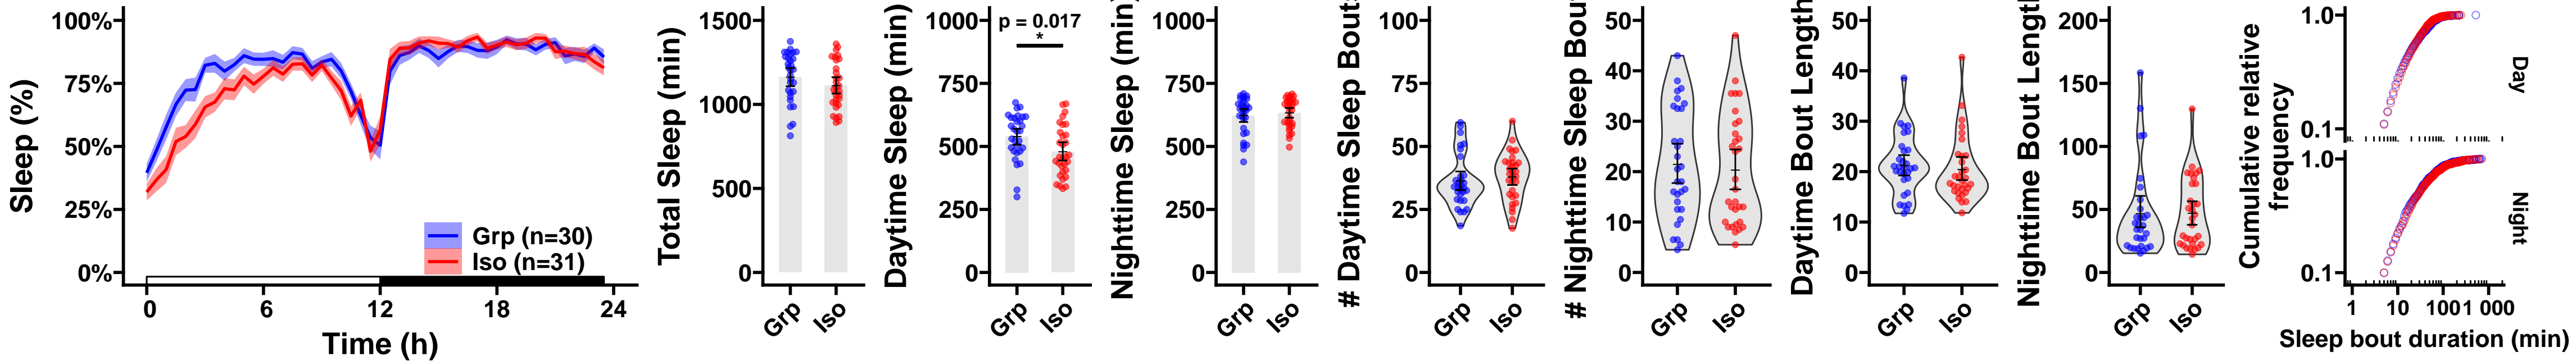 Sleep (%)
100%
75%
50%
25%
0%
Grp (n=30)
Iso (n=31)
0 6 12 18 24
Time (h)
Total Sleep (min)
1500
1000
500
0
Grp Iso
Daytime Sleep (min)
1000
750
500
250
0
p = 0.017
*
Grp Iso
Nighttime Sleep (min)
1000
750
500
250
0
Grp Iso
# Daytime Sleep Bouts
100
75
50
25
0
Grp Iso
# Nighttime Sleep Bou
50
40
30
20
10
0
Grp Iso
Daytime Bout Length
50
40
30
20
10
0
Grp Iso
Nighttime Bout Lengt
200
150
100
50
0
Grp Iso
Cumulative relative
frequency
1.0
0.1
Day
1.0
0.1
Night
1 10 100 1 000
Sleep bout duration (min)